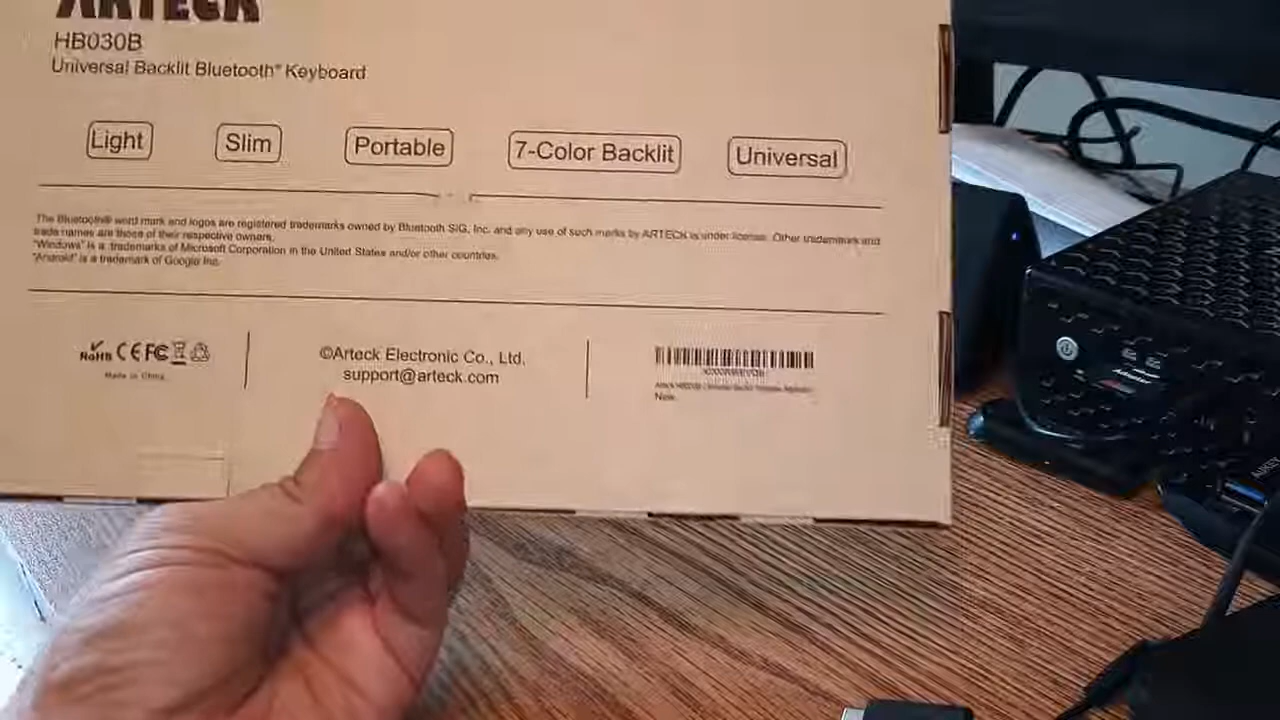 ARTECK
HB030B
Universal Backlit Bluetooth® Keyboard
Light
Slim
Portable
7-Color Backlit
Universal
The Bluetooth® word mark and logos are registered trademarks owned by Bluetooth SIG, Inc. and any use of such marks by ARTECK is under license. Other trademarks and
trade names are those of their respective owners.
"Windows" is a trademarks of Microsoft Corporation in the United States and/or other countries.
"Android" is a trademark of Google Inc.
RoHS CE FC
Made in China
©Arteck Electronic Co., Ltd.
support@arteck.com
New
AUKEY